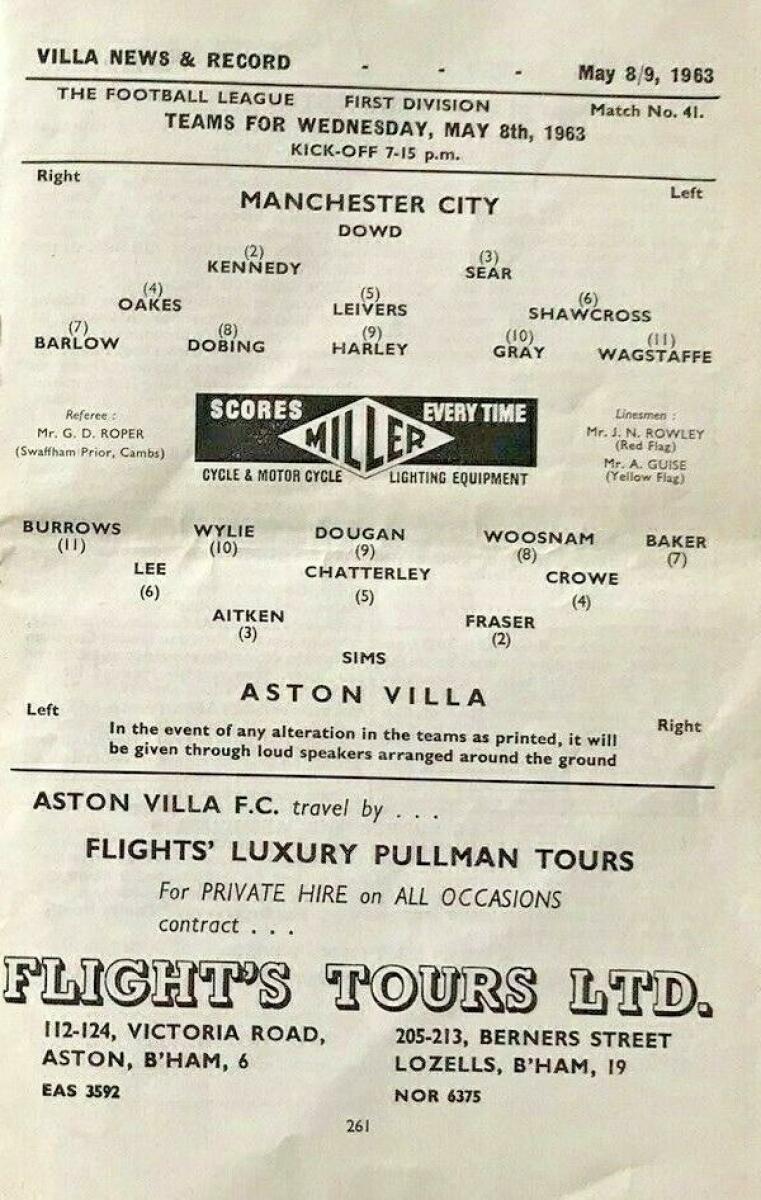 VILLA NEWS & RECORD - - - May 8/9, 1963
THE FOOTBALL LEAGUE FIRST DIVISION Match No. 41.
TEAMS FOR WEDNESDAY, MAY 8th, 1963
KICK-OFF 7-15 p.m.
Right Left
MANCHESTER CITY
DOWD
(2) (3)
KENNEDY SEAR
(4) (5) (6)
OAKES LEIVERS SHAWCROSS
(7) (8) (9) (10) (11)
BARLOW DOBING HARLEY GRAY WAGSTAFFE
Referee :
Mr. G. D. ROPER
(Swaffham Prior, Cambs)
SCORES MILLER EVERY TIME
CYCLE & MOTOR CYCLE LIGHTING EQUIPMENT
Linesmen :
Mr. J. N. ROWLEY
(Red Flag)
Mr. A. GUISE
(Yellow Flag)
BURROWS WYLIE DOUGAN WOOSNAM BAKER
(11) (10) (9) (8) (7)
LEE CHATTERLEY CROWE
(6) (5) (4)
AITKEN FRASER
(3) (2)
SIMS
ASTON VILLA
Left Right
In the event of any alteration in the teams as printed, it will
be given through loud speakers arranged around the ground
ASTON VILLA F.C. travel by . . .
FLIGHTS' LUXURY PULLMAN TOURS
For PRIVATE HIRE on ALL OCCASIONS
contract . . .
FLIGHT'S TOURS LTD.
112-124, VICTORIA ROAD, 205-213, BERNERS STREET
ASTON, B'HAM, 6 LOZELLS, B'HAM, 19
EAS 3592 NOR 6375
261